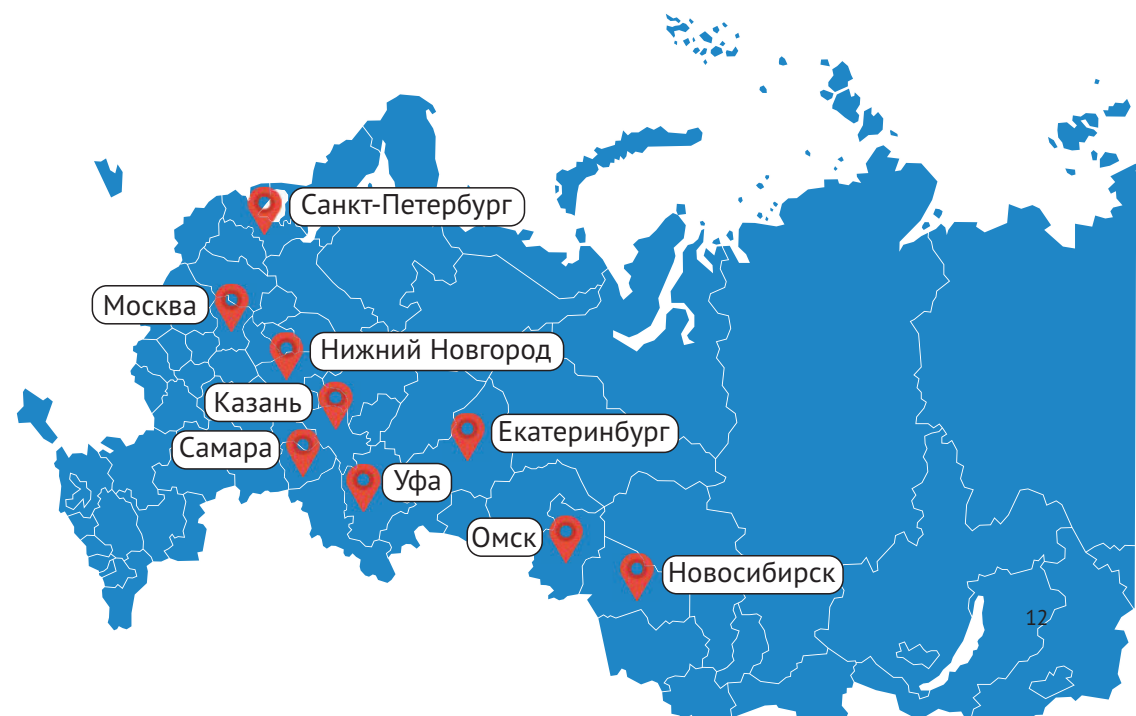 Санкт-Петербург
Москва
Нижний Новгород
Казань
Екатеринбург
Самара
Уфа
Омск
Новосибирск
12